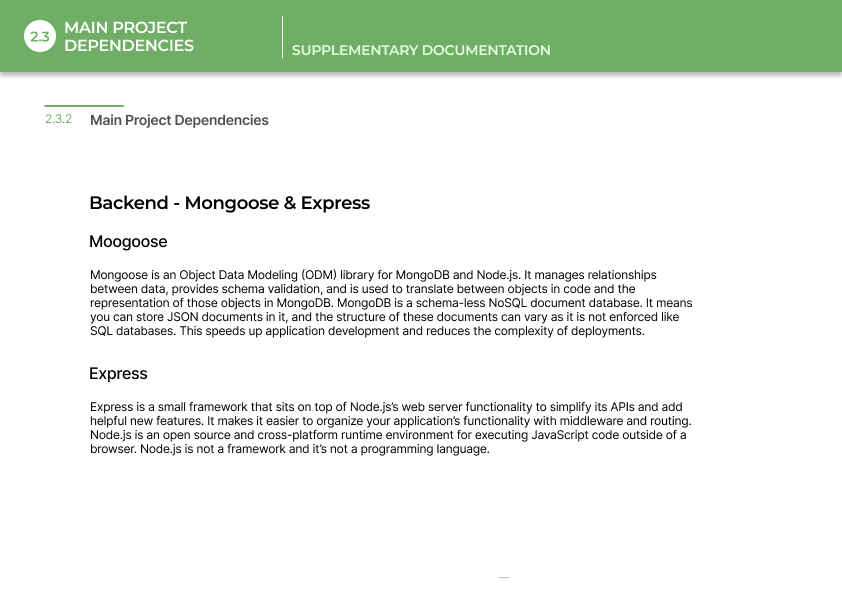 2.3
MAIN PROJECT
DEPENDENCIES
SUPPLEMENTARY DOCUMENTATION
2.3.2 Main Project Dependencies
Backend - Mongoose & Express
Moogoose
Mongoose is an Object Data Modeling (ODM) library for MongoDB and Node.js. It manages relationships
between data, provides schema validation, and is used to translate between objects in code and the
representation of those objects in MongoDB. MongoDB is a schema-less NoSQL document database. It means
you can store JSON documents in it, and the structure of these documents can vary as it is not enforced like
SQL databases. This speeds up application development and reduces the complexity of deployments.
Express
Express is a small framework that sits on top of Node.js’s web server functionality to simplify its APIs and add
helpful new features. It makes it easier to organize your application’s functionality with middleware and routing.
Node.js is an open source and cross-platform runtime environment for executing JavaScript code outside of a
browser. Node.js is not a framework and it’s not a programming language.